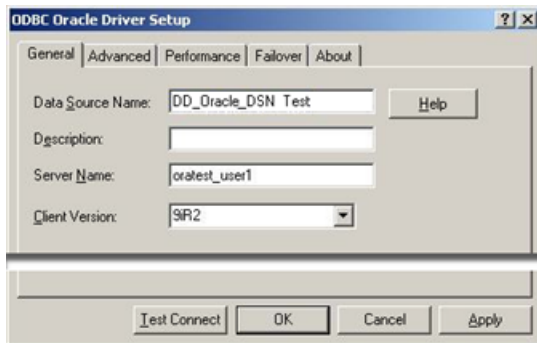 ODBC Oracle Driver Setup
General Advanced Performance Failover About
Data Source Name: DD_Oracle_DSN Test Help
Description:
Server Name: oratest_user1
Client Version: 9iR2
Test Connect OK Cancel Apply